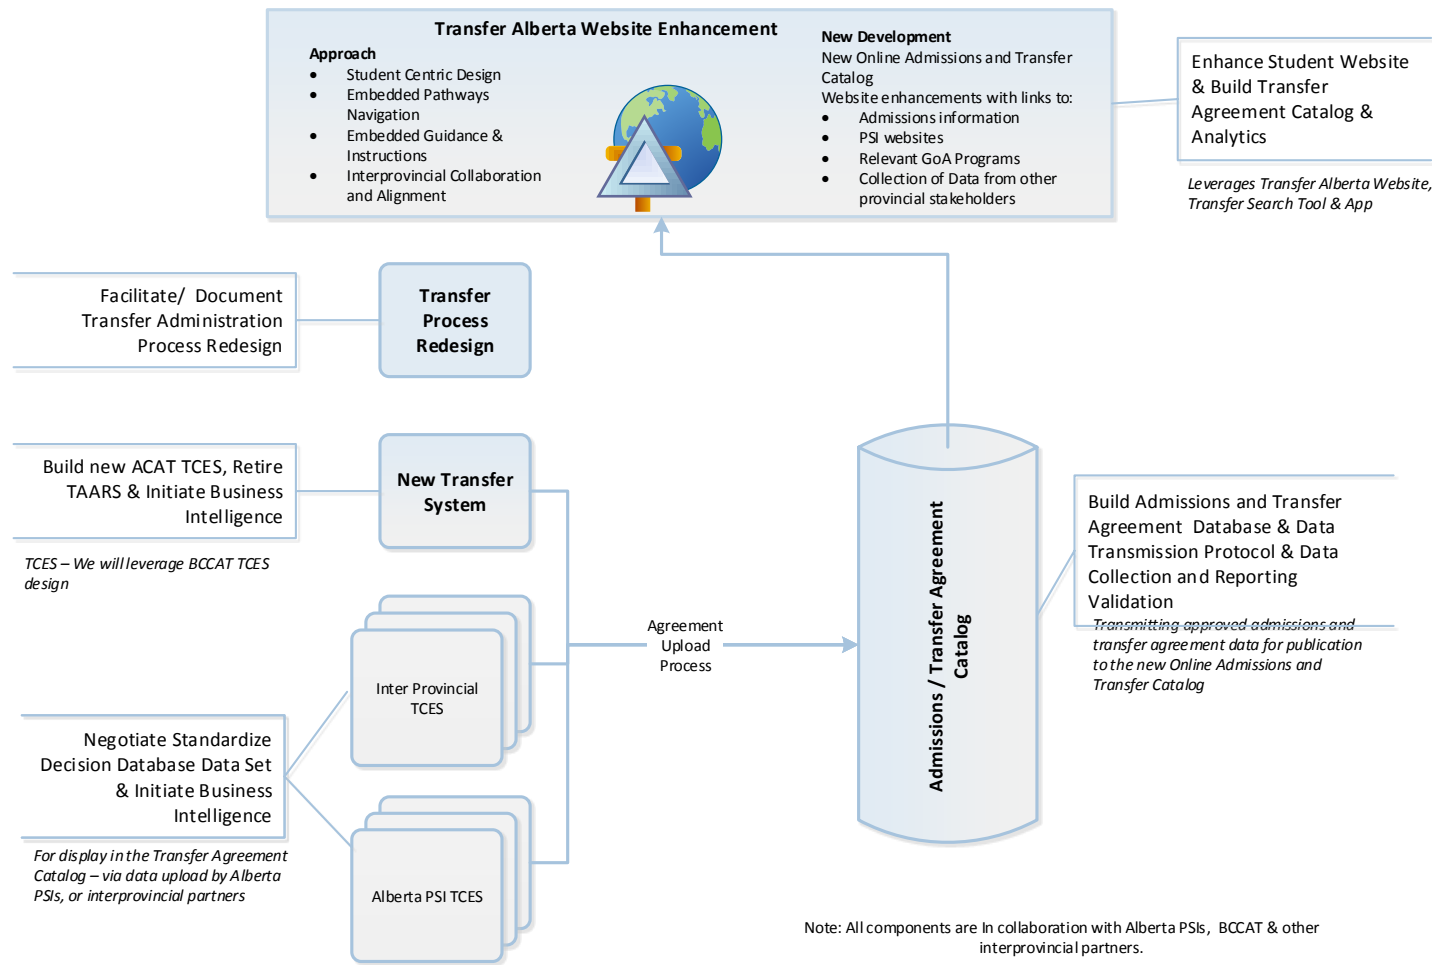 Transfer Alberta Website Enhancement
Approach
• Student Centric Design
• Embedded Pathways
Navigation
• Embedded Guidance &
Instructions
• Interprovincial Collaboration
and Alignment
New Development
New Online Admissions and Transfer
Catalog
Website enhancements with links to:
• Admissions information
• PSI websites
• Relevant GoA Programs
• Collection of Data from other
provincial stakeholders
Enhance Student Website
& Build Transfer
Agreement Catalog &
Analytics
Leverages Transfer Alberta Website,
Transfer Search Tool & App
Facilitate/ Document
Transfer Administration
Process Redesign
Transfer
Process
Redesign
Build new ACAT TCES, Retire
TAARS & Initiate Business
Intelligence
TCES – We will leverage BCCAT TCES
design
New Transfer
System
Inter Provincial
TCES
Negotiate Standardize
Decision Database Data Set
& Initiate Business
Intelligence
For display in the Transfer Agreement
Catalog – via data upload by Alberta
PSIs, or interprovincial partners
Alberta PSI TCES
Agreement
Upload
Process
Admissions / Transfer Agreement
Catalog
Build Admissions and Transfer
Agreement Database & Data
Transmission Protocol & Data
Collection and Reporting
Validation
Transmitting approved admissions and
transfer agreement data for publication
to the new Online Admissions and
Transfer Catalog
Note: All components are In collaboration with Alberta PSIs, BCCAT & other
interprovincial partners.